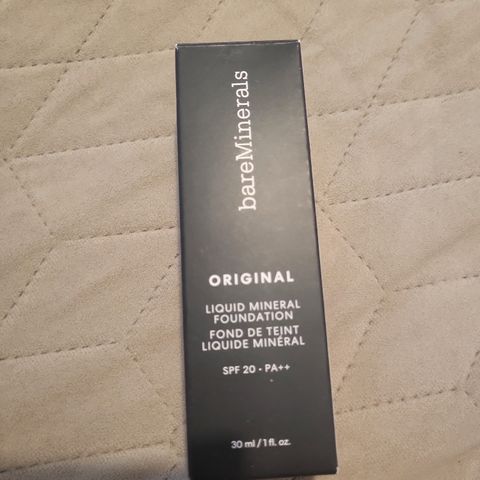 bareMinerals
ORIGINAL
LIQUID MINERAL
FOUNDATION
FOND DE TEINT
LIQUIDE MINÉRAL
SPF 20 - PA++
30 ml / 1 fl. oz.